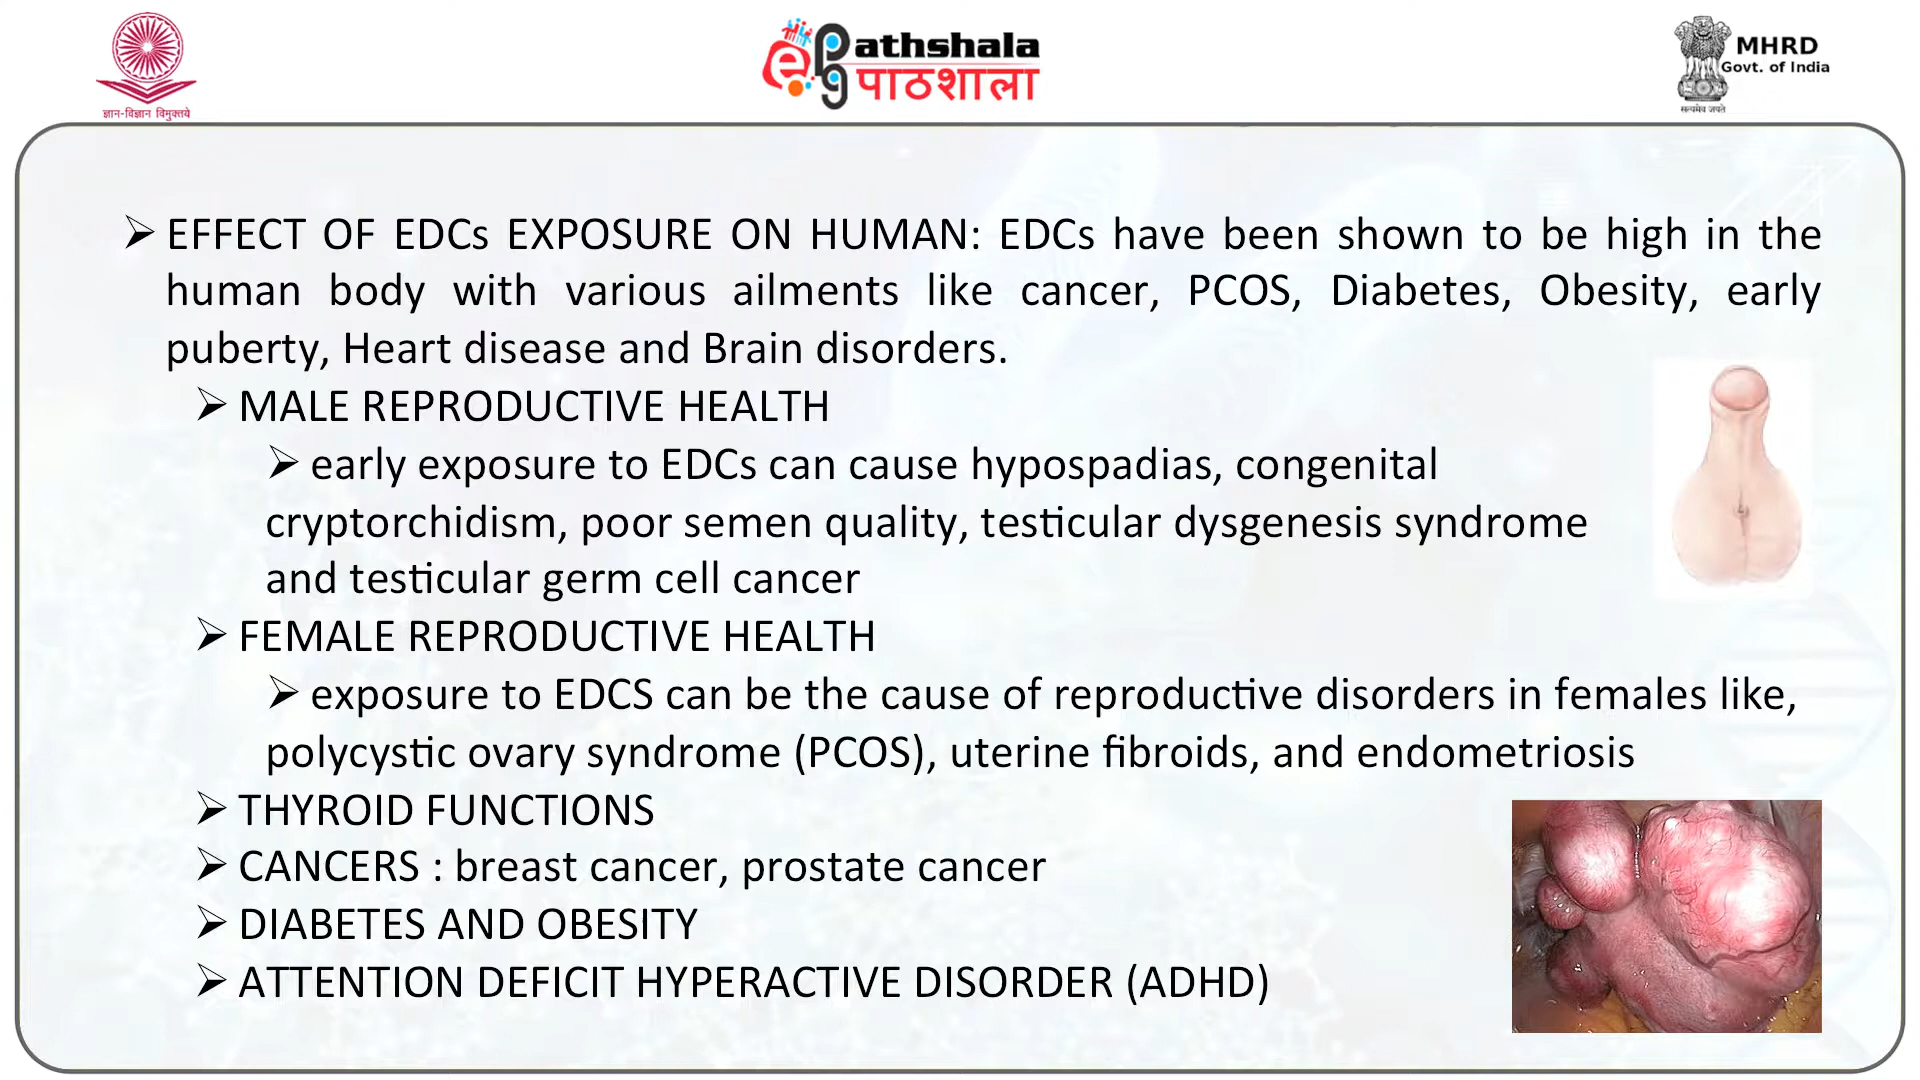 ज्ञान-विज्ञान विमुक्तये
e
pg
athshala
पाठशाला
MHRD
Govt. of India
सत्यमेव जयते
➢ EFFECT OF EDCs EXPOSURE ON HUMAN: EDCs have been shown to be high in the
human body with various ailments like cancer, PCOS, Diabetes, Obesity, early
puberty, Heart disease and Brain disorders.
➢ MALE REPRODUCTIVE HEALTH
➢ early exposure to EDCs can cause hypospadias, congenital
cryptorchidism, poor semen quality, testicular dysgenesis syndrome
and testicular germ cell cancer
➢ FEMALE REPRODUCTIVE HEALTH
➢ exposure to EDCS can be the cause of reproductive disorders in females like,
polycystic ovary syndrome (PCOS), uterine fibroids, and endometriosis
➢ THYROID FUNCTIONS
➢ CANCERS : breast cancer, prostate cancer
➢ DIABETES AND OBESITY
➢ ATTENTION DEFICIT HYPERACTIVE DISORDER (ADHD)